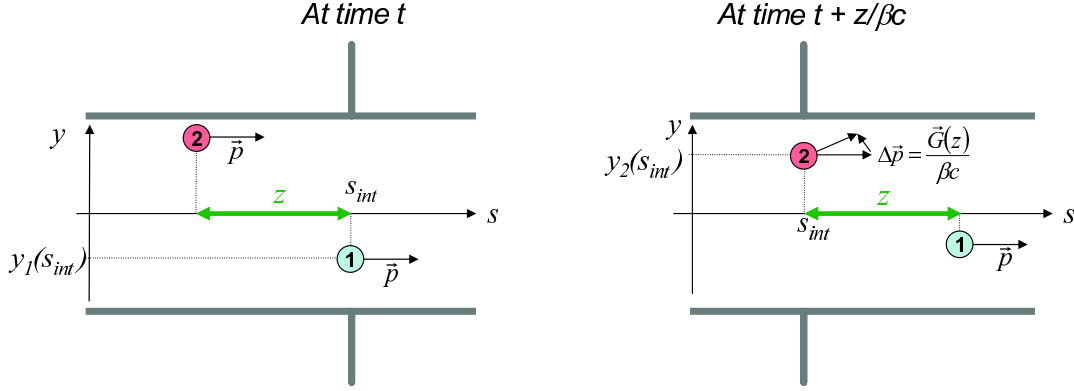 At time t
y
2
p⃗
z
s_int
s
y_1(s_int)
1
p⃗
At time t + z/βc
y
2
Δp⃗ = G⃗(z)/βc
y_2(s_int)
z
s
s_int
1
p⃗